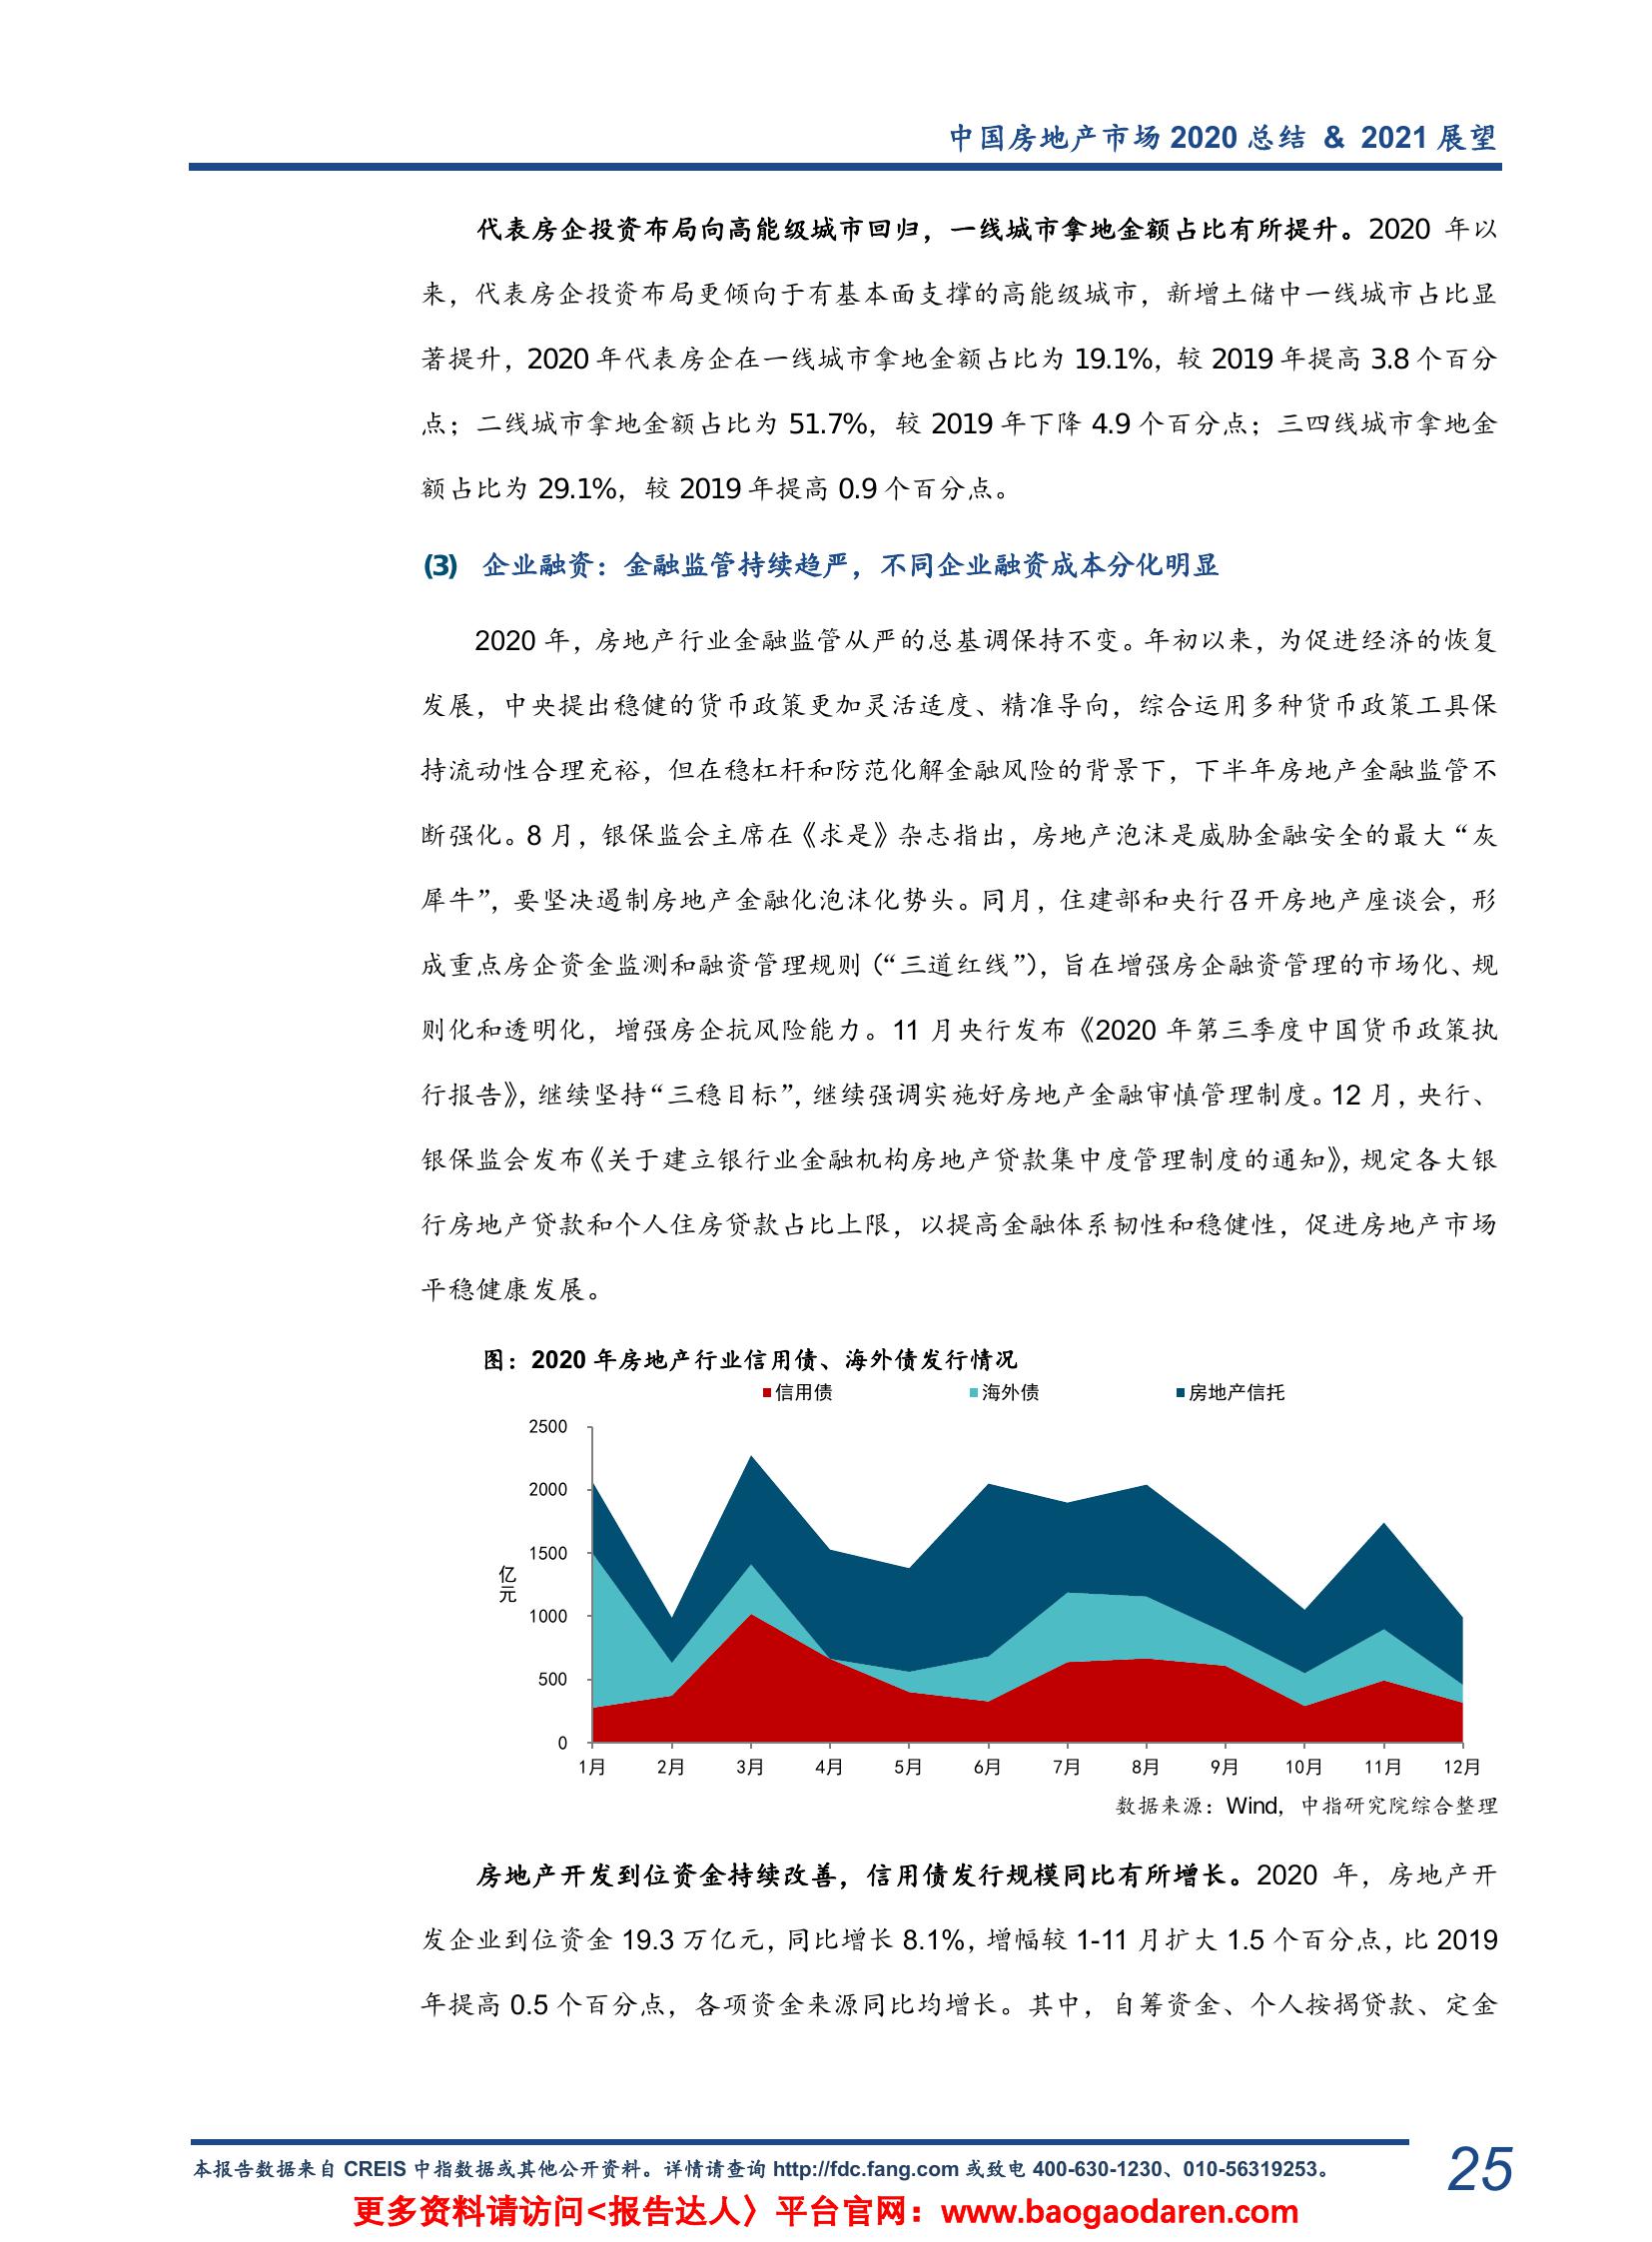 中国房地产市场 2020 总结 & 2021 展望
代表房企投资布局向高能级城市回归，一线城市拿地金额占比有所提升。2020 年以
来，代表房企投资布局更倾向于有基本面支撑的高能级城市，新增土储中一线城市占比显
著提升，2020 年代表房企在一线城市拿地金额占比为 19.1%，较 2019 年提高 3.8 个百分
点；二线城市拿地金额占比为 51.7%，较 2019 年下降 4.9 个百分点；三四线城市拿地金
额占比为 29.1%，较 2019 年提高 0.9 个百分点。
(3) 企业融资：金融监管持续趋严，不同企业融资成本分化明显
2020 年，房地产行业金融监管从严的总基调保持不变。年初以来，为促进经济的恢复
发展，中央提出稳健的货币政策更加灵活适度、精准导向，综合运用多种货币政策工具保
持流动性合理充裕，但在稳杠杆和防范化解金融风险的背景下，下半年房地产金融监管不
断强化。8 月，银保监会主席在《求是》杂志指出，房地产泡沫是威胁金融安全的最大“灰
犀牛”，要坚决遏制房地产金融化泡沫化势头。同月，住建部和央行召开房地产座谈会，形
成重点房企资金监测和融资管理规则（“三道红线”），旨在增强房企融资管理的市场化、规
则化和透明化，增强房企抗风险能力。11 月央行发布《2020 年第三季度中国货币政策执
行报告》，继续坚持“三稳目标”，继续强调实施好房地产金融审慎管理制度。12 月，央行、
银保监会发布《关于建立银行业金融机构房地产贷款集中度管理制度的通知》，规定各大银
行房地产贷款和个人住房贷款占比上限，以提高金融体系韧性和稳健性，促进房地产市场
平稳健康发展。
图：2020 年房地产行业信用债、海外债发行情况
信用债 海外债 房地产信托
2500
2000
1500
亿元
1000
500
0
1月 2月 3月 4月 5月 6月 7月 8月 9月 10月 11月 12月
数据来源：Wind，中指研究院综合整理
房地产开发到位资金持续改善，信用债发行规模同比有所增长。2020 年，房地产开
发企业到位资金 19.3 万亿元，同比增长 8.1%，增幅较 1-11 月扩大 1.5 个百分点，比 2019
年提高 0.5 个百分点，各项资金来源同比均增长。其中，自筹资金、个人按揭贷款、定金
本报告数据来自 CREIS 中指数据或其他公开资料。详情请查询 http://fdc.fang.com 或致电 400-630-1230、010-56319253。
25
更多资料请访问<报告达人〉平台官网：www.baogaodaren.com